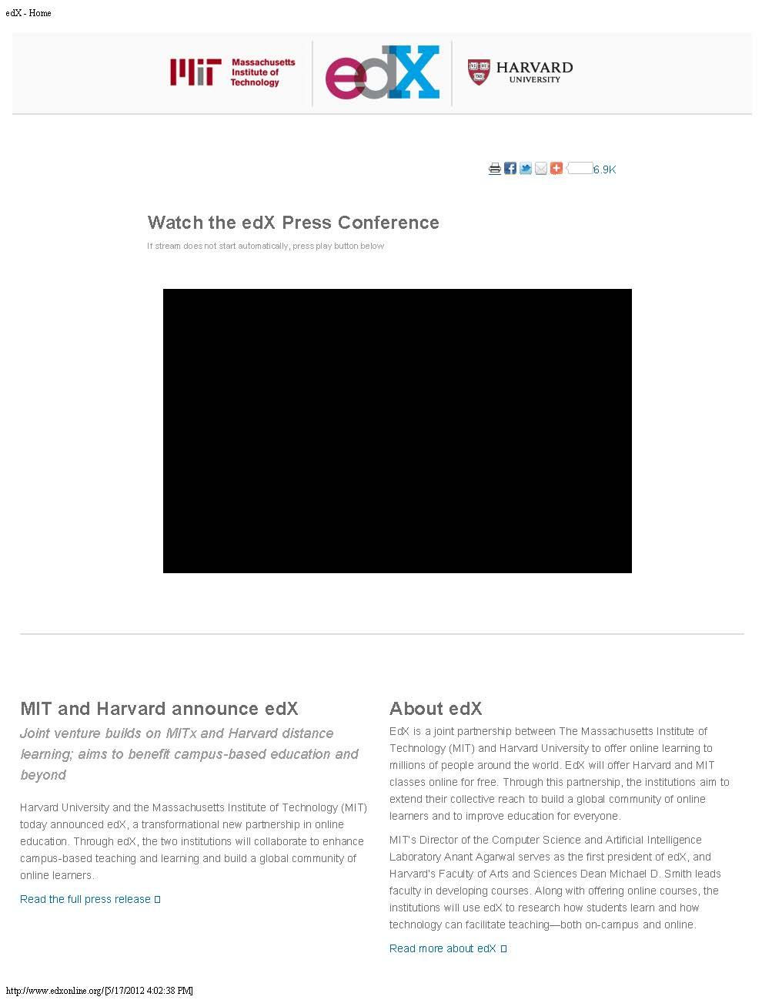 edX - Home
MIT Massachusetts
Institute of
Technology
edX
HARVARD
UNIVERSITY
6.9K
Watch the edX Press Conference
If stream does not start automatically, press play button below
MIT and Harvard announce edX
Joint venture builds on MITx and Harvard distance
learning; aims to benefit campus-based education and
beyond
Harvard University and the Massachusetts Institute of Technology (MIT)
today announced edX, a transformational new partnership in online
education. Through edX, the two institutions will collaborate to enhance
campus-based teaching and learning and build a global community of
online learners.
Read the full press release
About edX
EdX is a joint partnership between The Massachusetts Institute of
Technology (MIT) and Harvard University to offer online learning to
millions of people around the world. EdX will offer Harvard and MIT
classes online for free. Through this partnership, the institutions aim to
extend their collective reach to build a global community of online
learners and to improve education for everyone.
MIT's Director of the Computer Science and Artificial Intelligence
Laboratory Anant Agarwal serves as the first president of edX, and
Harvard's Faculty of Arts and Sciences Dean Michael D. Smith leads
faculty in developing courses. Along with offering online courses, the
institutions will use edX to research how students learn and how
technology can facilitate teaching—both on-campus and online.
Read more about edX
http://www.edxonline.org/[5/17/2012 4:02:38 PM]